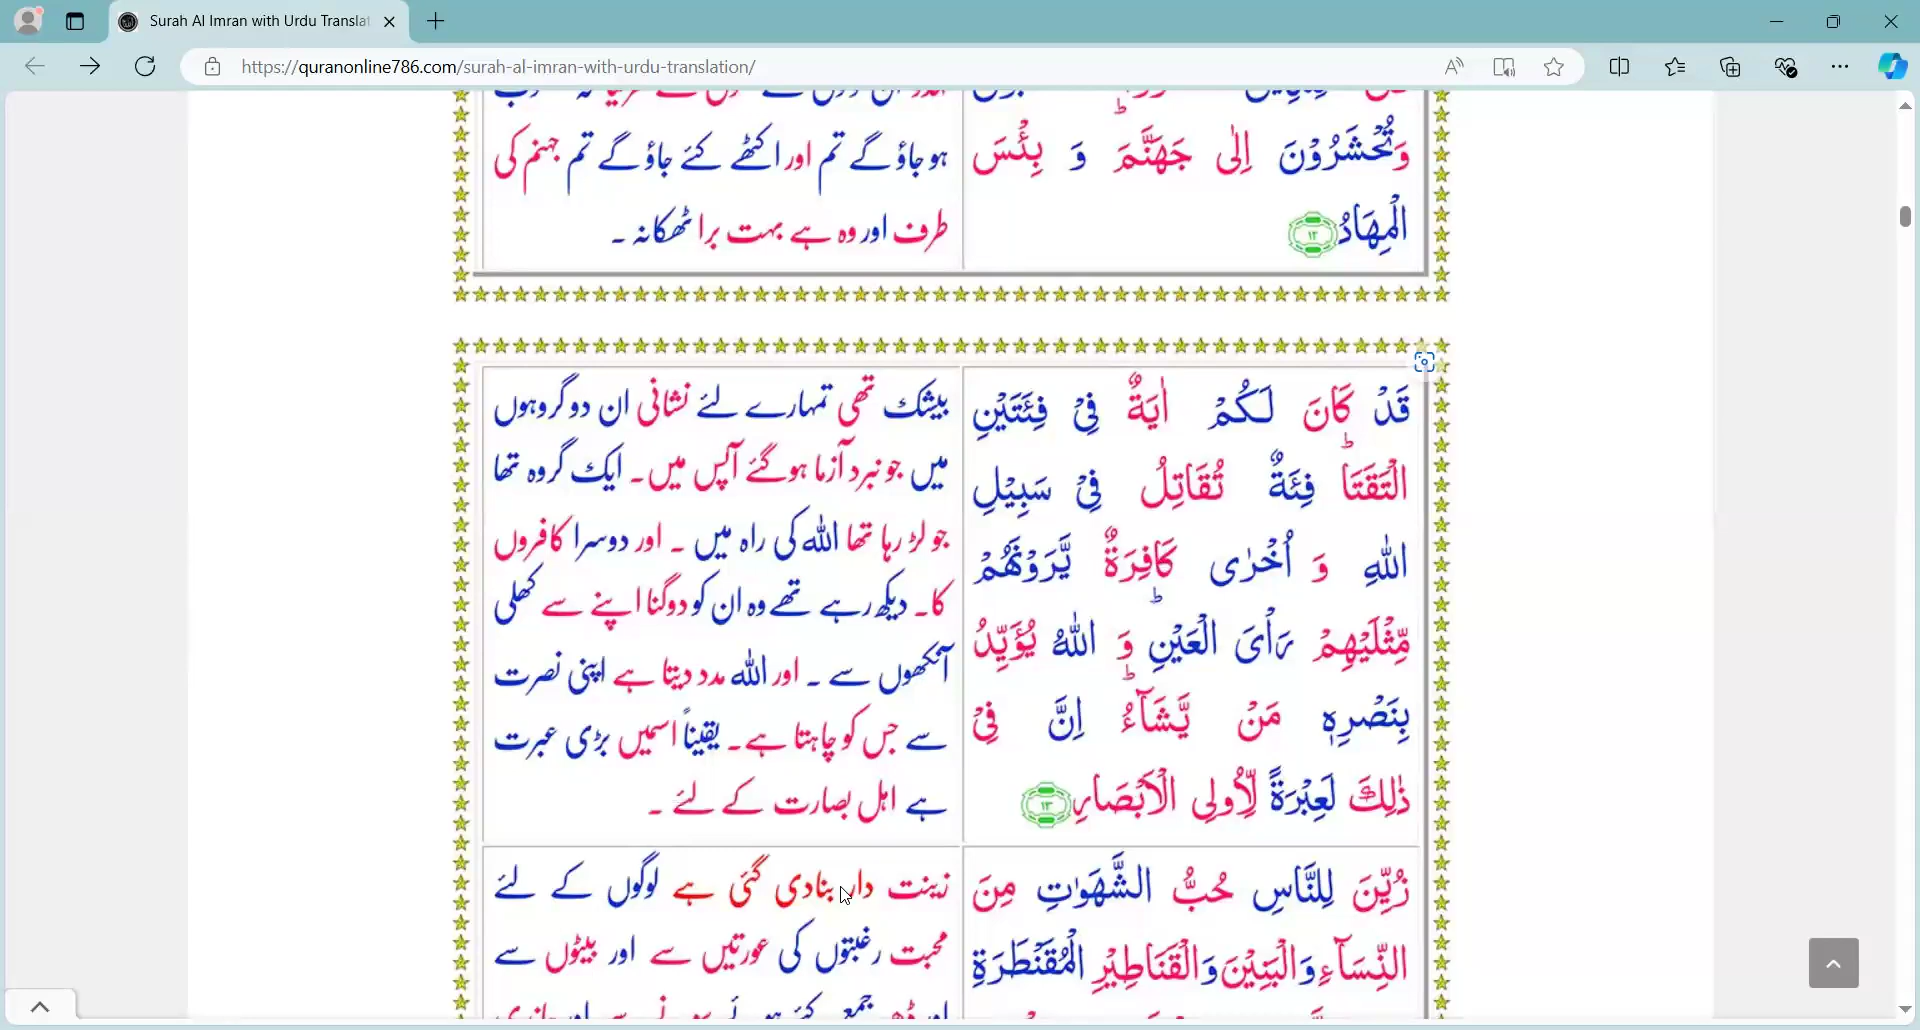 Surah Al Imran with Urdu Transla
https://quranonline786.com/surah-al-imran-with-urdu-translation/
وَتُحْشَرُوْنَ اِلٰى جَهَنَّمَ ؕ وَ بِئْسَ
الْمِهَادُ ۱۲
ہو جاؤ گے تم اور اکٹھے کئے جاؤ گے تم جہنم کی
طرف اور وہ ہے بہت برا ٹھکانہ ۔
قَدْ كَانَ لَكُمْ اٰيَةٌ فِىْ فِئَتَيْنِ
الْتَقَتَا ؕ فِئَةٌ تُقَاتِلُ فِىْ سَبِيْلِ
اللّٰهِ وَ اُخْرٰى كَافِرَةٌ يَّرَوْنَهُمْ
مِّثْلَيْهِمْ رَاْىَ الْعَيْنِ ؕ وَ اللّٰهُ يُؤَيِّدُ
بِنَصْرِهٖ مَنْ يَّشَآءُ ؕ اِنَّ فِىْ
ذٰلِكَ لَعِبْرَةً لِّاُولِى الْاَبْصَارِ ۱۳
بیشک تھی تمہارے لئے نشانی ان دو گروہوں
میں جو نبرد آزما ہو گئے آپس میں۔ ایک گروہ تھا
جو لڑ رہا تھا اللہ کی راہ میں ۔ اور دوسرا کافروں
کا۔ دیکھ رہے تھے وہ ان کو دوگنا اپنے سے کھلی
آنکھوں سے ۔ اور اللہ مدد دیتا ہے اپنی نصرت
سے جس کو چاہتا ہے۔ یقیناً اسمیں بڑی عبرت
ہے اہل بصارت کے لئے ۔
زُيِّنَ لِلنَّاسِ حُبُّ الشَّهَوٰتِ مِنَ
النِّسَآءِ وَالْبَنِيْنَ وَالْقَنَاطِيْرِ الْمُقَنْطَرَةِ
زینت دار بنادی گئی ہے لوگوں کے لئے
محبت رغبتوں کی عورتیں سے اور بیٹوں سے